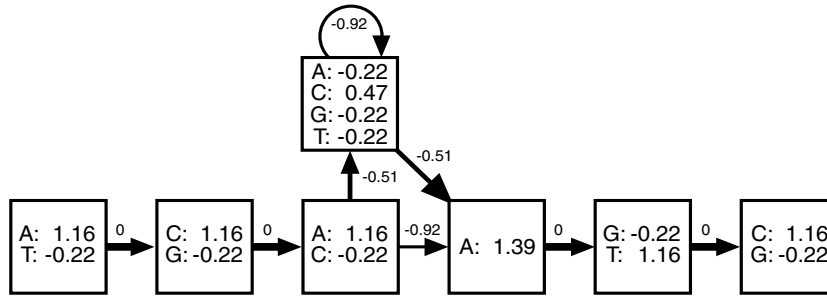 -0.92
A: -0.22
C: 0.47
G: -0.22
T: -0.22
-0.51
-0.51
A: 1.16
T: -0.22
0
C: 1.16
G: -0.22
0
A: 1.16
C: -0.22
-0.92
A: 1.39
0
G: -0.22
T: 1.16
0
C: 1.16
G: -0.22